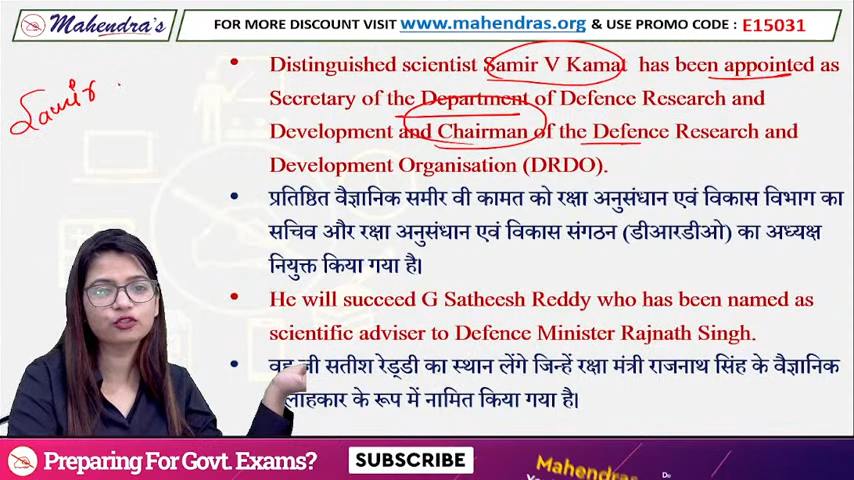 Mahendra's
FOR MORE DISCOUNT VISIT www.mahendras.org & USE PROMO CODE : E15031
Samir
• Distinguished scientist Samir V Kamat has been appointed as
Secretary of the Department of Defence Research and
Development and Chairman of the Defence Research and
Development Organisation (DRDO).
• प्रतिष्ठित वैज्ञानिक समीर वी कामत को रक्षा अनुसंधान एवं विकास विभाग का
सचिव और रक्षा अनुसंधान एवं विकास संगठन (डीआरडीओ) का अध्यक्ष
नियुक्त किया गया है।
• He will succeed G Satheesh Reddy who has been named as
scientific adviser to Defence Minister Rajnath Singh.
• वह जी सतीश रेड्डी का स्थान लेंगे जिन्हें रक्षा मंत्री राजनाथ सिंह के वैज्ञानिक
लाहकार के रूप में नामित किया गया है।
Preparing For Govt. Exams? SUBSCRIBE Mahendras